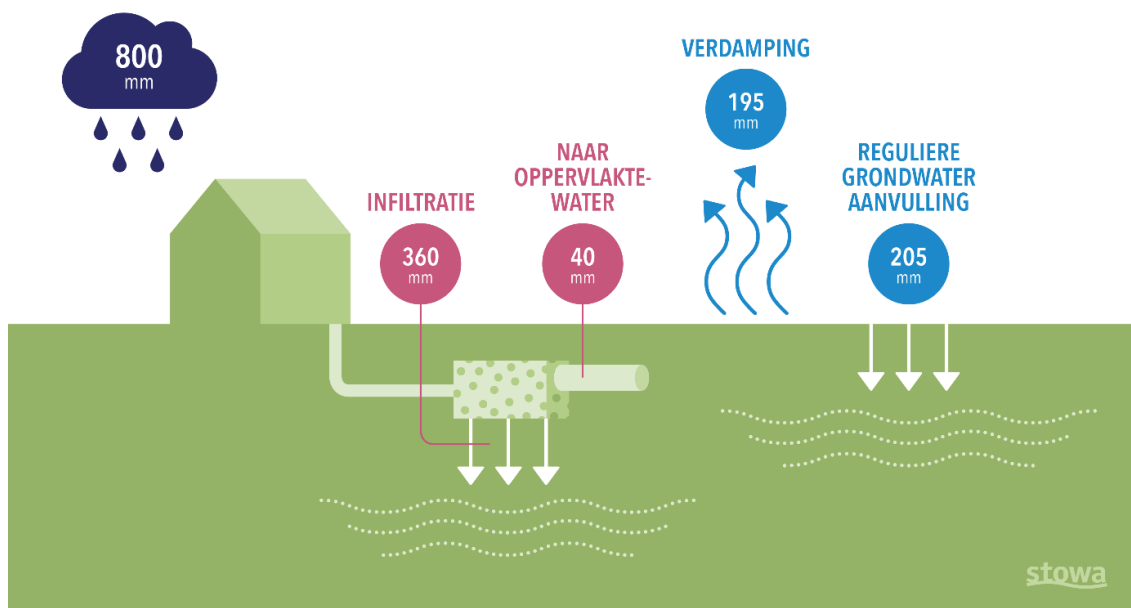 800
mm
VERDAMPING
195
mm
INFILTRATIE
360
mm
NAAR
OPPERVLAKTE-
WATER
40
mm
REGULIERE
GRONDWATER
AANVULLING
205
mm
stowa